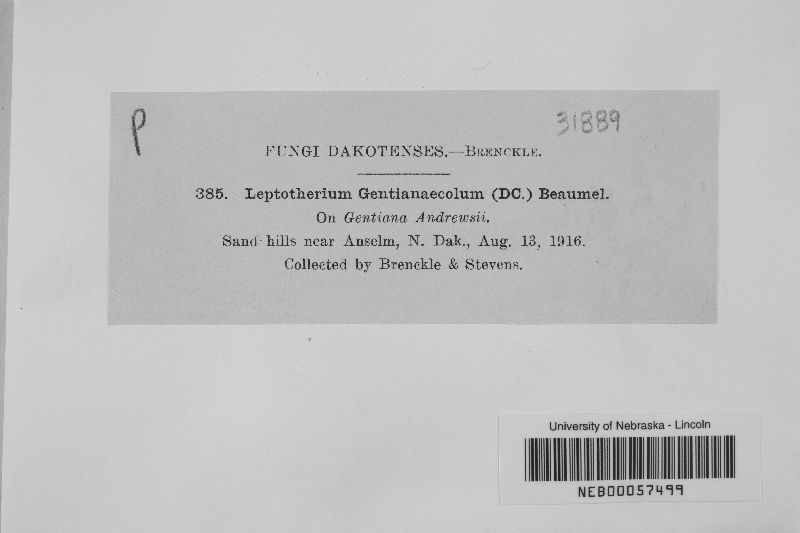 P
31889
FUNGI DAKOTENSES.—BRENCKLE.
385. Leptotherium Gentianaecolum (DC.) Beaumel.
On Gentiana Andrewsii.
Sand hills near Anselm, N. Dak., Aug. 13, 1916.
Collected by Brenckle & Stevens.
University of Nebraska - Lincoln
NEB00057499